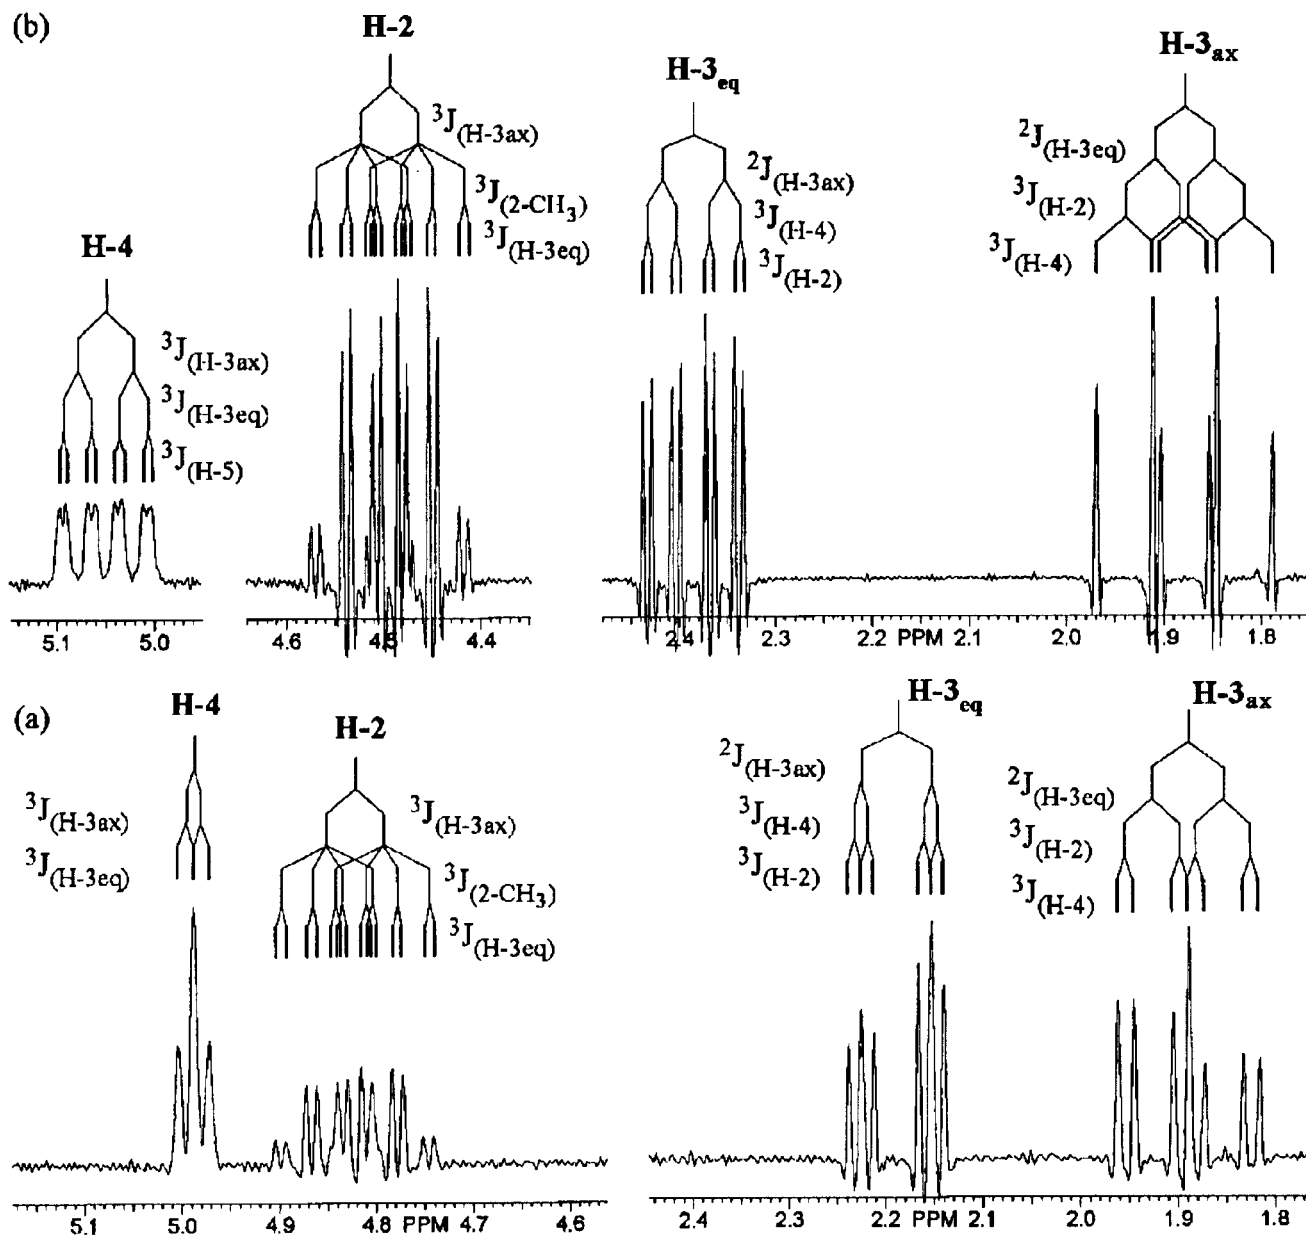 (b)
H-2
H-3ax
H-3eq
3J(H-3ax)
2J(H-3eq)
2J(H-3ax)
3J(2-CH3)
3J(H-2)
3J(H-4)
3J(H-3eq)
H-4
3J(H-4)
3J(H-2)
3J(H-3ax)
3J(H-3eq)
3J(H-5)
5.1 5.0 4.6 4.5 4.4 2.4 2.3 2.2 PPM 2.1 2.0 1.9 1.8
(a)
H-4
H-2
H-3eq
H-3ax
2J(H-3ax)
2J(H-3eq)
3J(H-3ax)
3J(H-3ax)
3J(H-4)
3J(H-2)
3J(H-3eq)
3J(2-CH3)
3J(H-2)
3J(H-4)
3J(H-3eq)
5.1 5.0 4.9 4.8 PPM 4.7 4.6 2.4 2.3 2.2 PPM 2.1 2.0 1.9 1.8